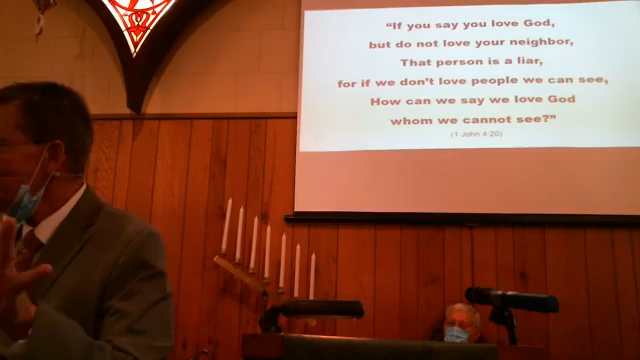 “If you say you love God,
but do not love your neighbor,
That person is a liar,
for if we don’t love people we can see,
How can we say we love God
whom we cannot see?”
(1 John 4:20)